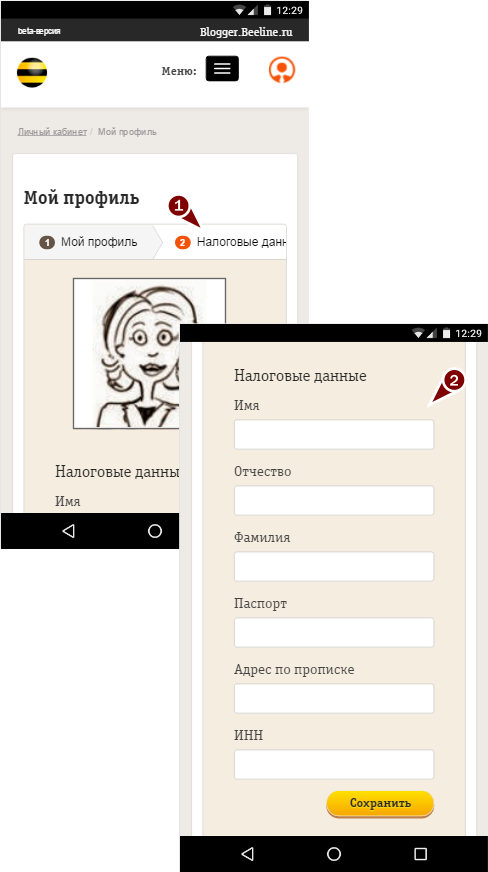 12:29
beta-версия
Blogger.Beeline.ru
Меню:
Личный кабинет / Мой профиль
Мой профиль
1
1 Мой профиль
2 Налоговые данн
Налоговые данны
Имя
12:29
2
Налоговые данные
Имя
Отчество
Фамилия
Паспорт
Адрес по прописке
ИНН
Сохранить